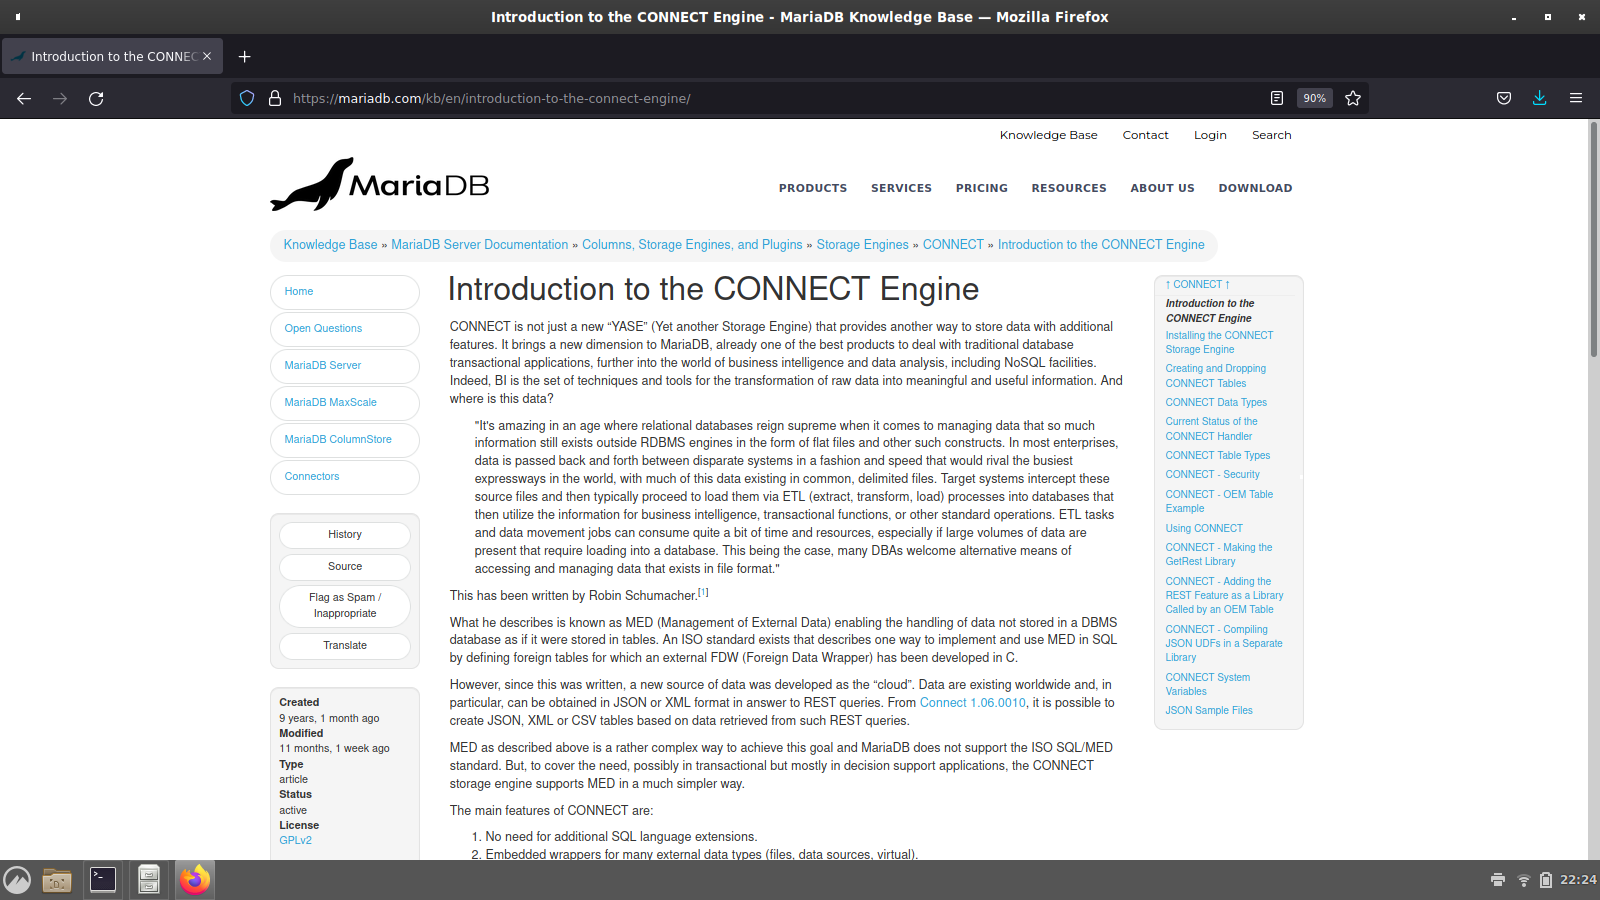 Introduction to the CONNECT Engine - MariaDB Knowledge Base — Mozilla Firefox
Introduction to the CONNEC
https://mariadb.com/kb/en/introduction-to-the-connect-engine/
90%
Knowledge Base Contact Login Search
MariaDB
PRODUCTS SERVICES PRICING RESOURCES ABOUT US DOWNLOAD
Knowledge Base » MariaDB Server Documentation » Columns, Storage Engines, and Plugins » Storage Engines » CONNECT » Introduction to the CONNECT Engine
Home
Open Questions
MariaDB Server
MariaDB MaxScale
MariaDB ColumnStore
Connectors
History
Source
Flag as Spam /
Inappropriate
Translate
Created
9 years, 1 month ago
Modified
11 months, 1 week ago
Type
article
Status
active
License
GPLv2
Introduction to the CONNECT Engine
CONNECT is not just a new “YASE” (Yet another Storage Engine) that provides another way to store data with additional
features. It brings a new dimension to MariaDB, already one of the best products to deal with traditional database
transactional applications, further into the world of business intelligence and data analysis, including NoSQL facilities.
Indeed, BI is the set of techniques and tools for the transformation of raw data into meaningful and useful information. And
where is this data?
"It's amazing in an age where relational databases reign supreme when it comes to managing data that so much
information still exists outside RDBMS engines in the form of flat files and other such constructs. In most enterprises,
data is passed back and forth between disparate systems in a fashion and speed that would rival the busiest
expressways in the world, with much of this data existing in common, delimited files. Target systems intercept these
source files and then typically proceed to load them via ETL (extract, transform, load) processes into databases that
then utilize the information for business intelligence, transactional functions, or other standard operations. ETL tasks
and data movement jobs can consume quite a bit of time and resources, especially if large volumes of data are
present that require loading into a database. This being the case, many DBAs welcome alternative means of
accessing and managing data that exists in file format."
This has been written by Robin Schumacher.[1]
What he describes is known as MED (Management of External Data) enabling the handling of data not stored in a DBMS
database as if it were stored in tables. An ISO standard exists that describes one way to implement and use MED in SQL
by defining foreign tables for which an external FDW (Foreign Data Wrapper) has been developed in C.
However, since this was written, a new source of data was developed as the “cloud”. Data are existing worldwide and, in
particular, can be obtained in JSON or XML format in answer to REST queries. From Connect 1.06.0010, it is possible to
create JSON, XML or CSV tables based on data retrieved from such REST queries.
MED as described above is a rather complex way to achieve this goal and MariaDB does not support the ISO SQL/MED
standard. But, to cover the need, possibly in transactional but mostly in decision support applications, the CONNECT
storage engine supports MED in a much simpler way.
The main features of CONNECT are:
1. No need for additional SQL language extensions.
2. Embedded wrappers for many external data types (files, data sources, virtual).
↑ CONNECT ↑
Introduction to the
CONNECT Engine
Installing the CONNECT
Storage Engine
Creating and Dropping
CONNECT Tables
CONNECT Data Types
Current Status of the
CONNECT Handler
CONNECT Table Types
CONNECT - Security
CONNECT - OEM Table
Example
Using CONNECT
CONNECT - Making the
GetRest Library
CONNECT - Adding the
REST Feature as a Library
Called by an OEM Table
CONNECT - Compiling
JSON UDFs in a Separate
Library
CONNECT System
Variables
JSON Sample Files
22:24